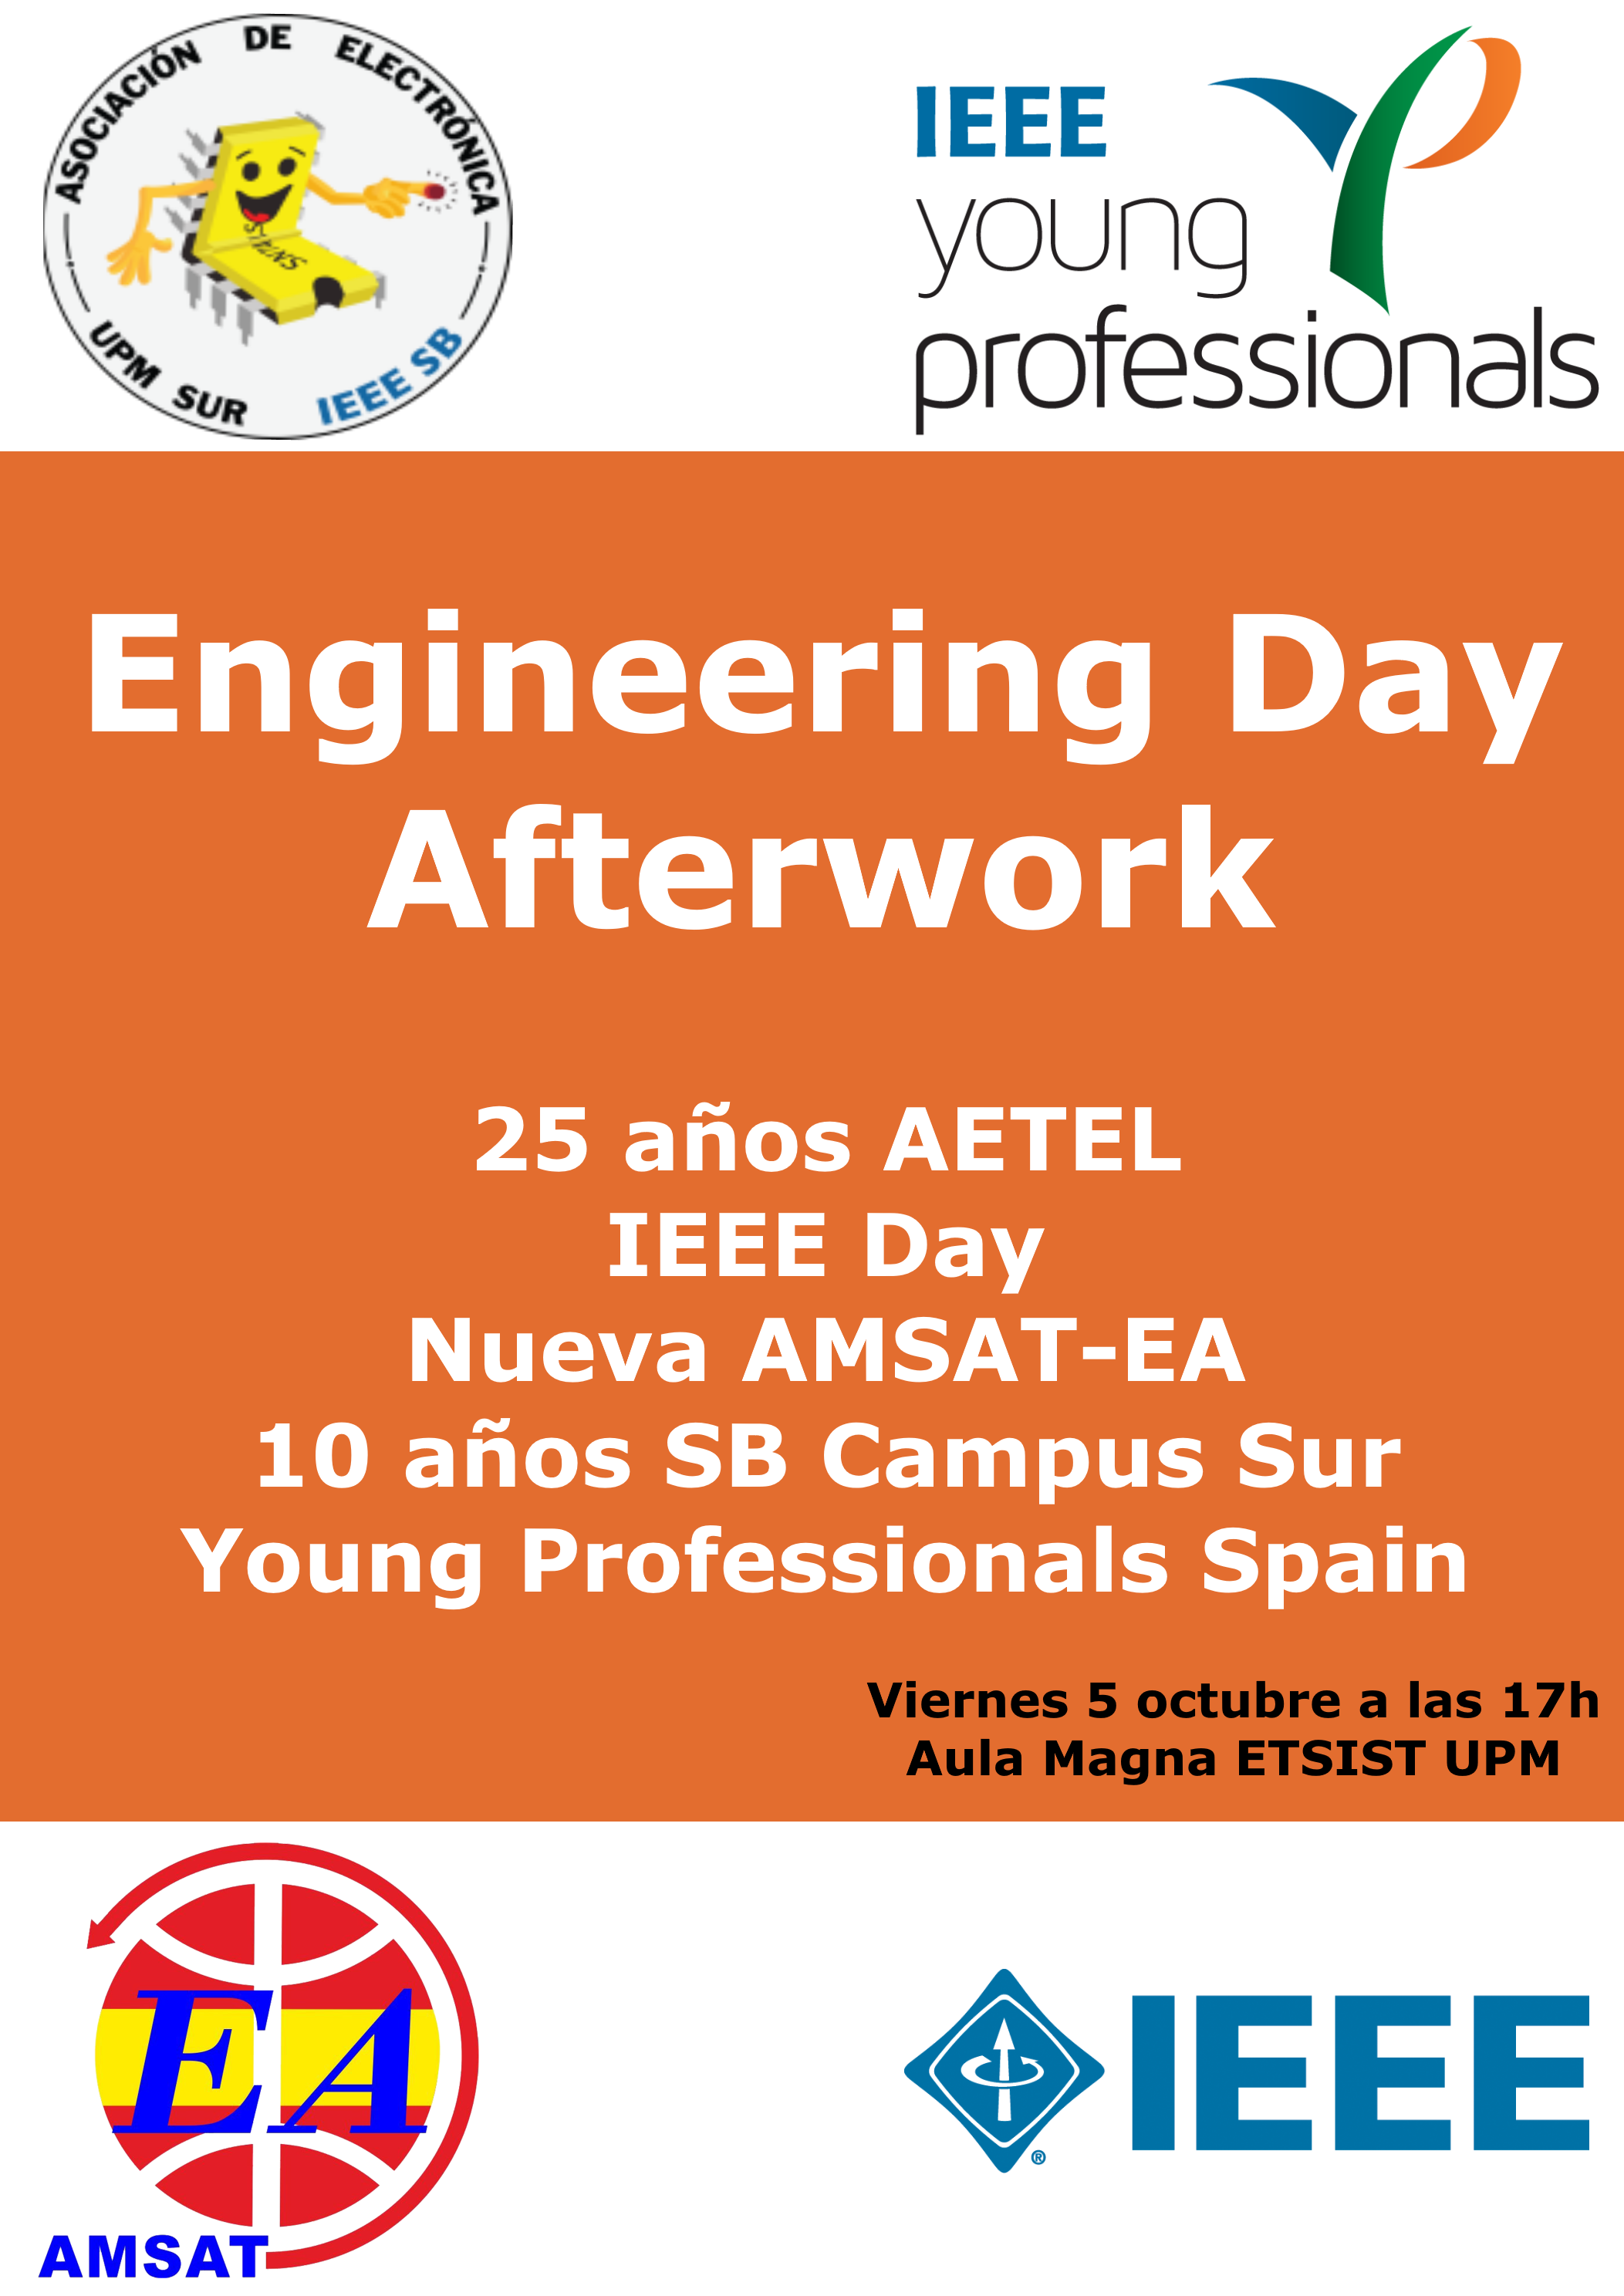 ASOCIACIÓN DE ELECTRÓNICA
UPM SUR IEEE SB
IEEE
young
professionals
Engineering Day
Afterwork
25 años AETEL
IEEE Day
Nueva AMSAT-EA
10 años SB Campus Sur
Young Professionals Spain
Viernes 5 octubre a las 17h
Aula Magna ETSIST UPM
EA
AMSAT
®
IEEE